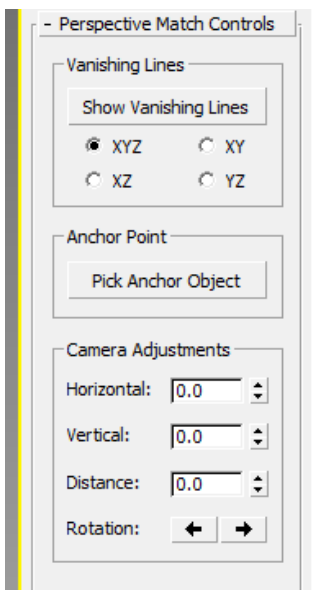 - Perspective Match Controls
Vanishing Lines
Show Vanishing Lines
XYZ XY
XZ YZ
Anchor Point
Pick Anchor Object
Camera Adjustments
Horizontal: 0.0
Vertical: 0.0
Distance: 0.0
Rotation: